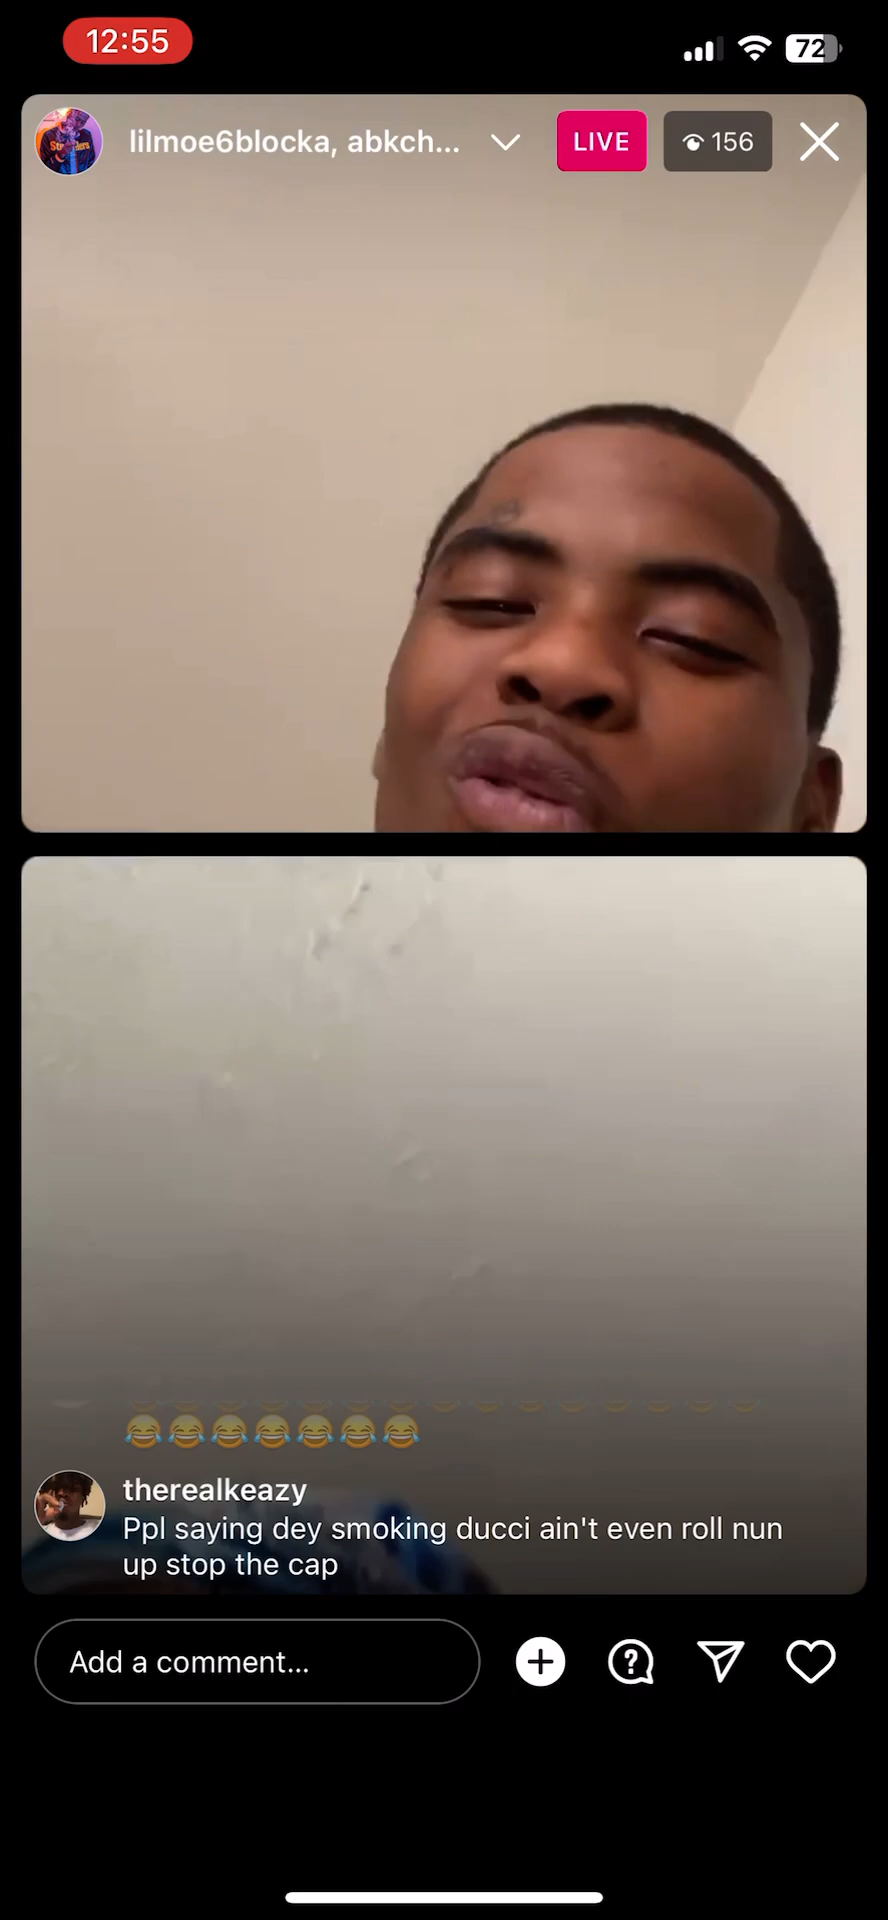 12:55
72
lilmoe6blocka, abkch...
LIVE
156
😂😂😂😂😂😂😂
therealkeazy
Ppl saying dey smoking ducci ain't even roll nun
up stop the cap
Add a comment...